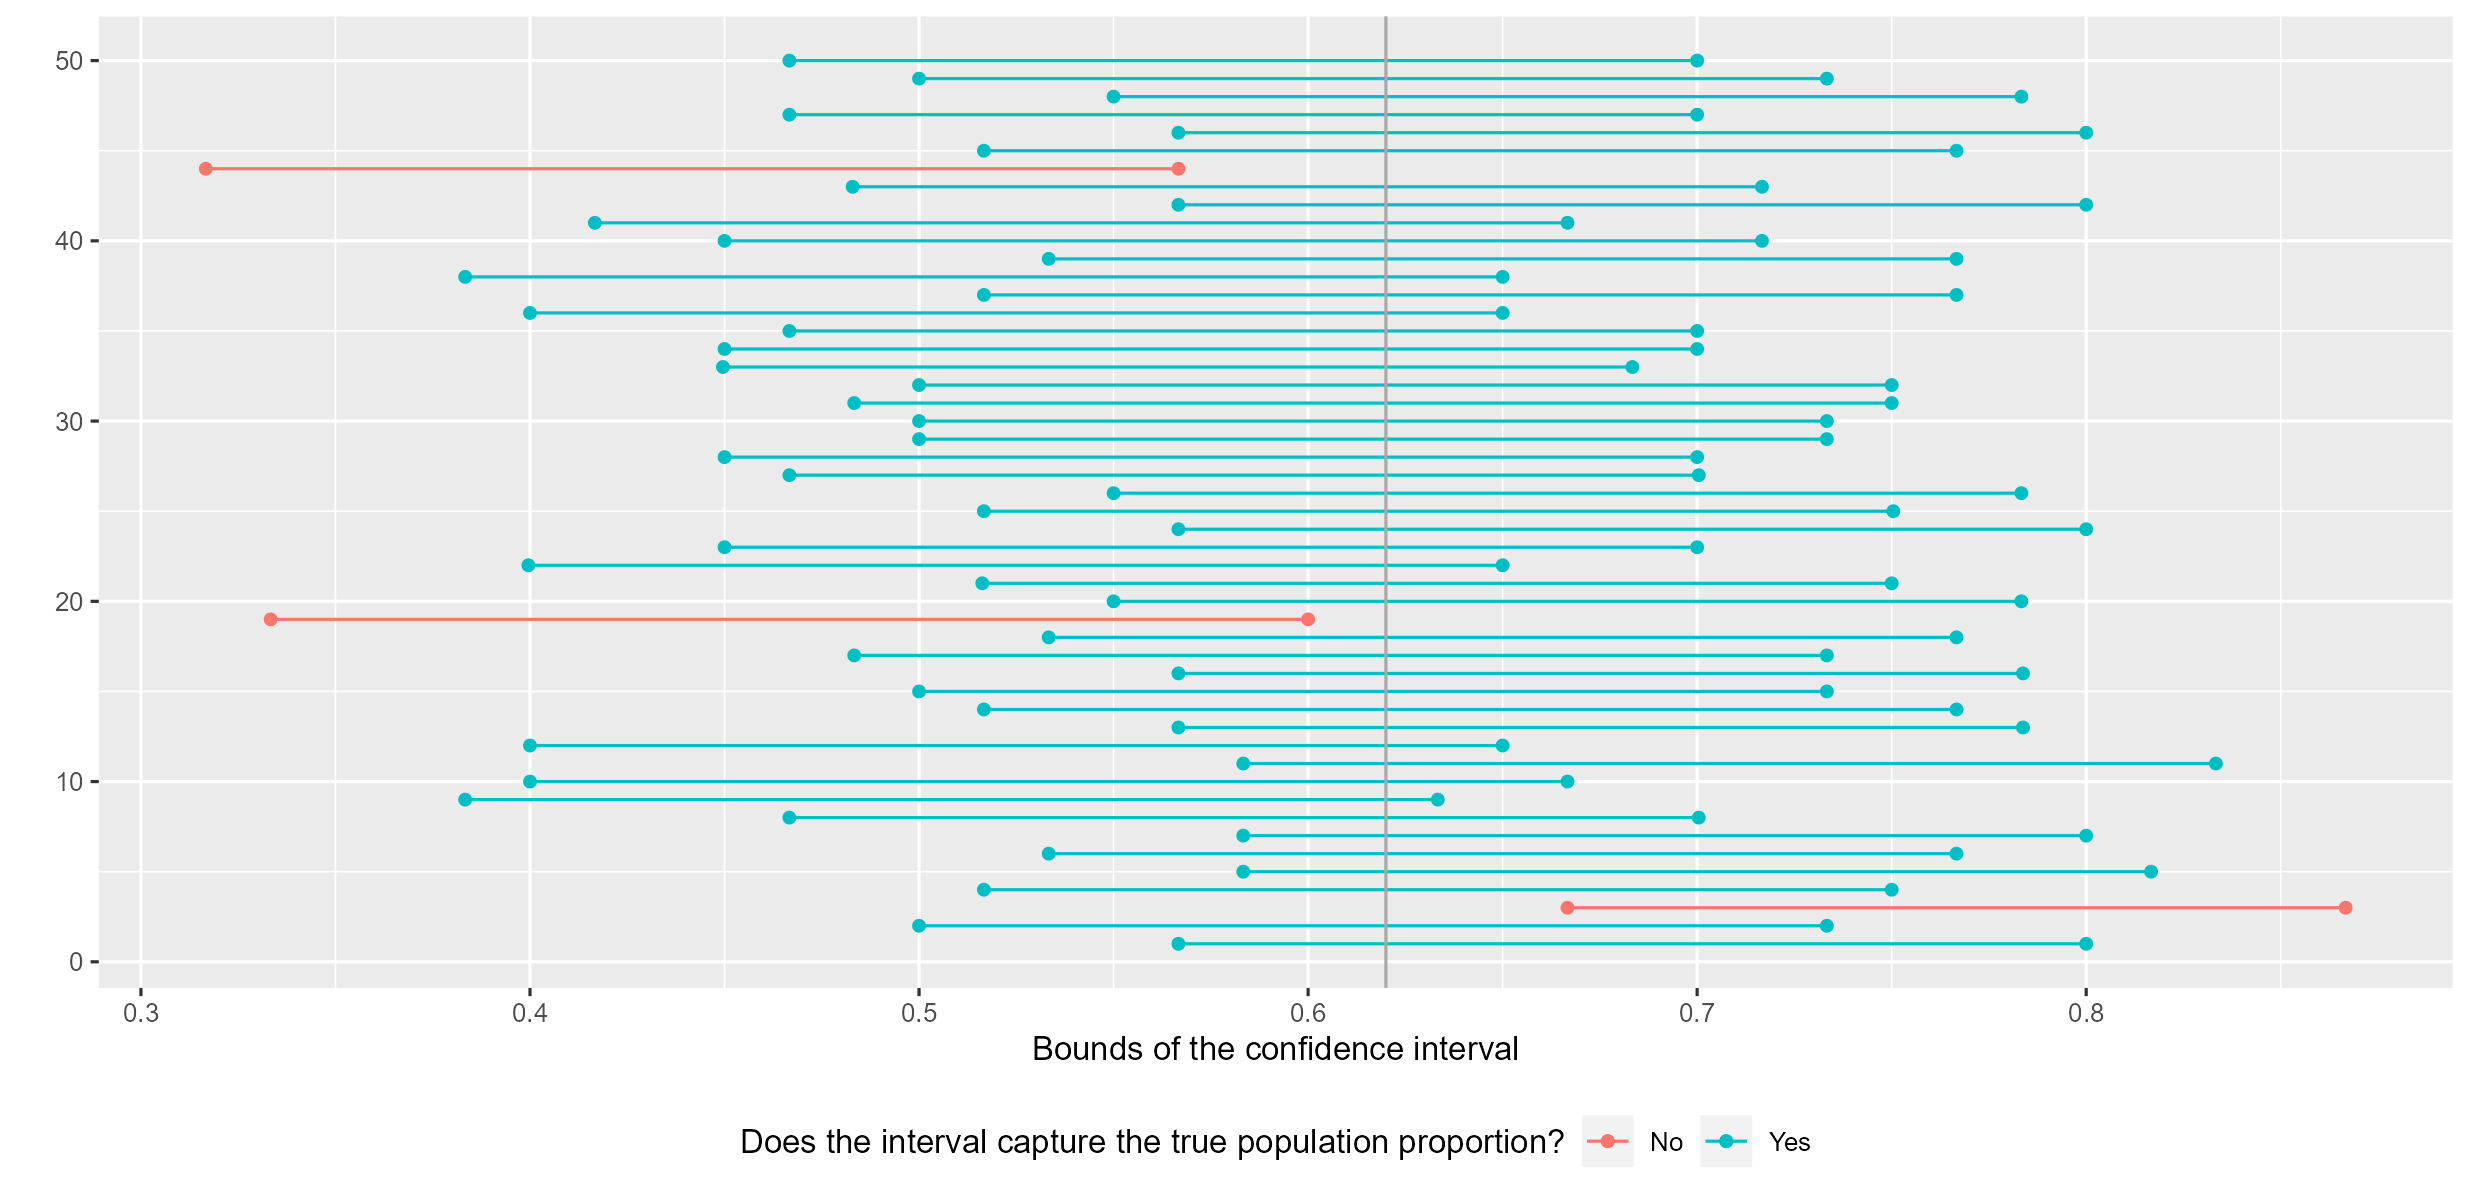 50
40
30
20
10
0
0.3 0.4 0.5 0.6 0.7 0.8
Bounds of the confidence interval
Does the interval capture the true population proportion? No Yes